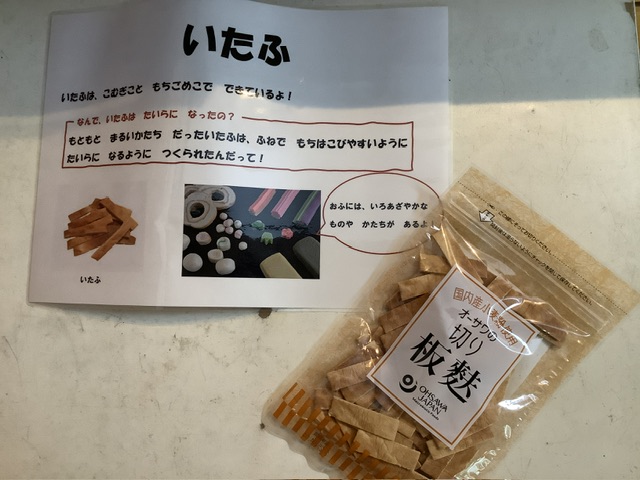 いたふ
いたふは、こむぎこと もちごめこで できているよ！
なんで、いたふは たいらに なったの？
もともと まるいかたち だったいたふは、ふねで もちはこびやすいように
たいらに なるように つくられたんだって！
おふには、いろあざやかな
ものや かたちが あるよ
いたふ
国内産小麦粉使用
オーサワの
切り
板麩
OHSAWA
JAPAN